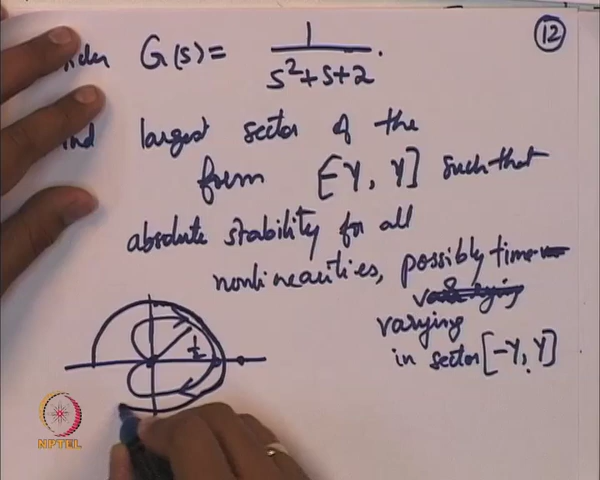 12
G(s) = 1 / s²+s+2 .
largest sector of the
form [-γ, γ] such that
absolute stability for all
nonlinearities, possibly time
varying
in sector [-γ, γ]
1/2
NPTEL